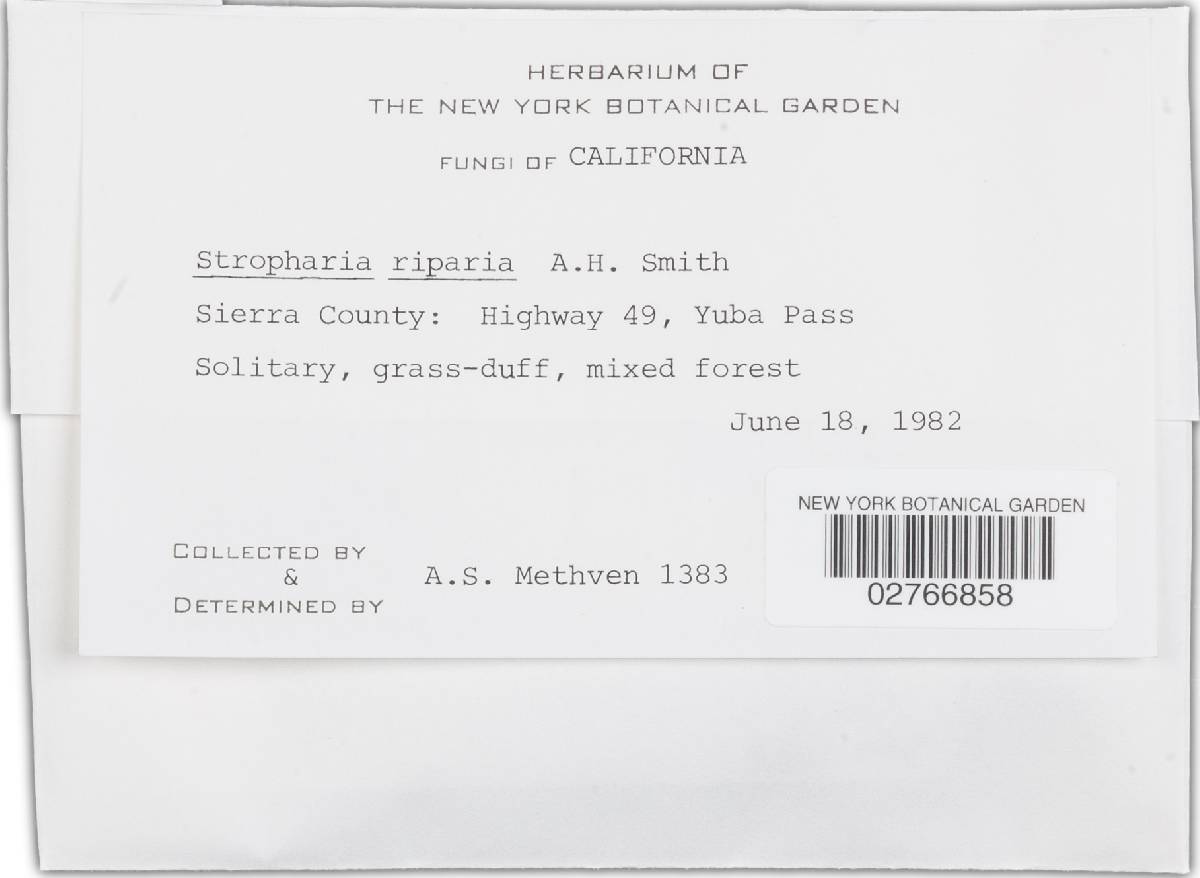 HERBARIUM OF
THE NEW YORK BOTANICAL GARDEN
FUNGI OF CALIFORNIA
Stropharia riparia A.H. Smith
Sierra County: Highway 49, Yuba Pass
Solitary, grass-duff, mixed forest
June 18, 1982
COLLECTED BY
&
DETERMINED BY
A.S. Methven 1383
NEW YORK BOTANICAL GARDEN
02766858